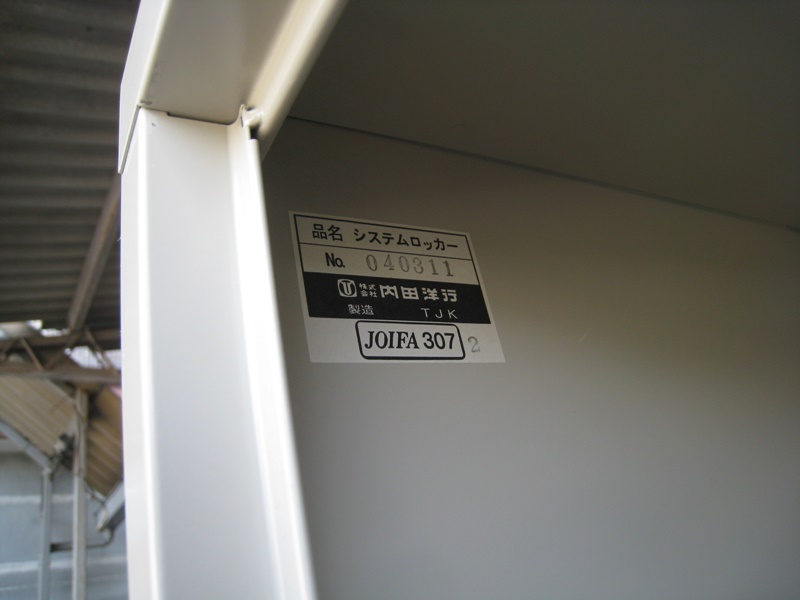 品名 システムロッカー
No. 040311
株式会社 内田洋行
製造 TJK
JOIFA 307 2